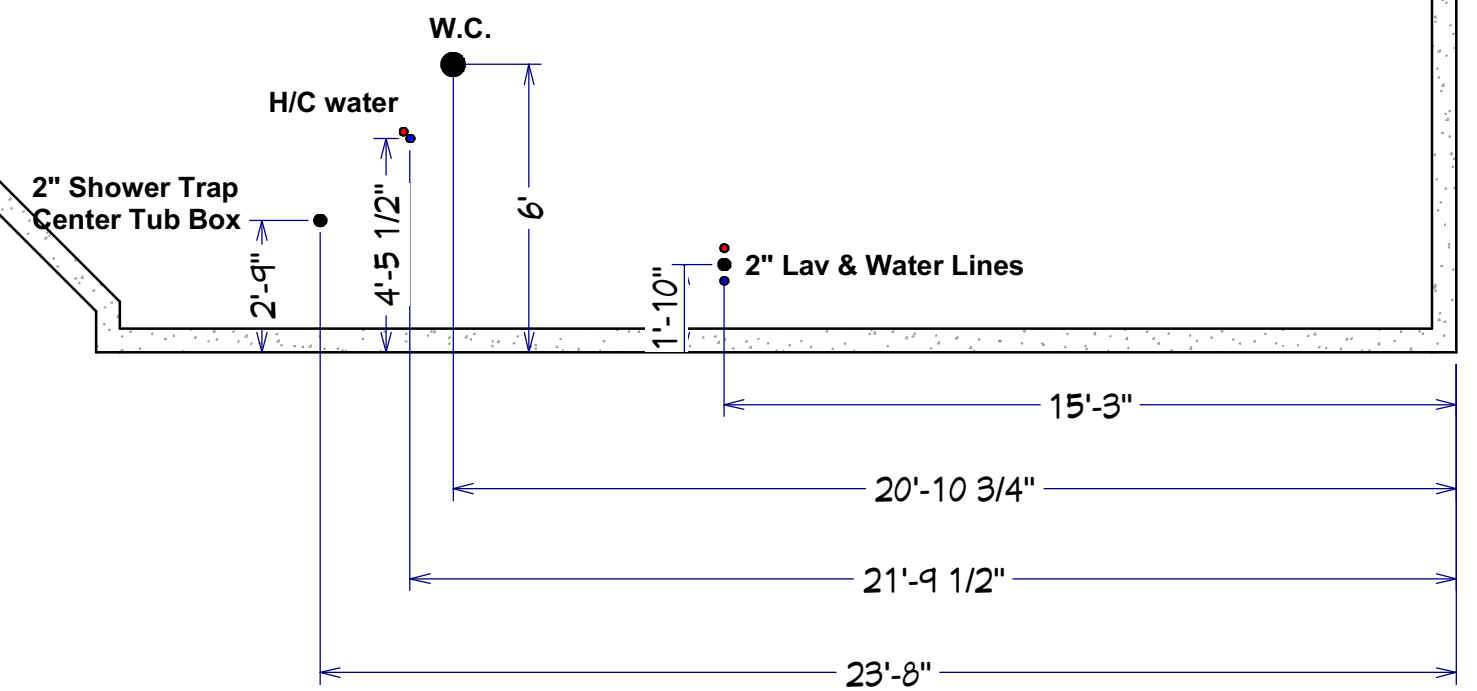 W.C.
H/C water
2" Shower Trap
Center Tub Box
2'-9"
4'-5 1/2"
6'
1'-10"
2" Lav & Water Lines
15'-3"
20'-10 3/4"
21'-9 1/2"
23'-8"